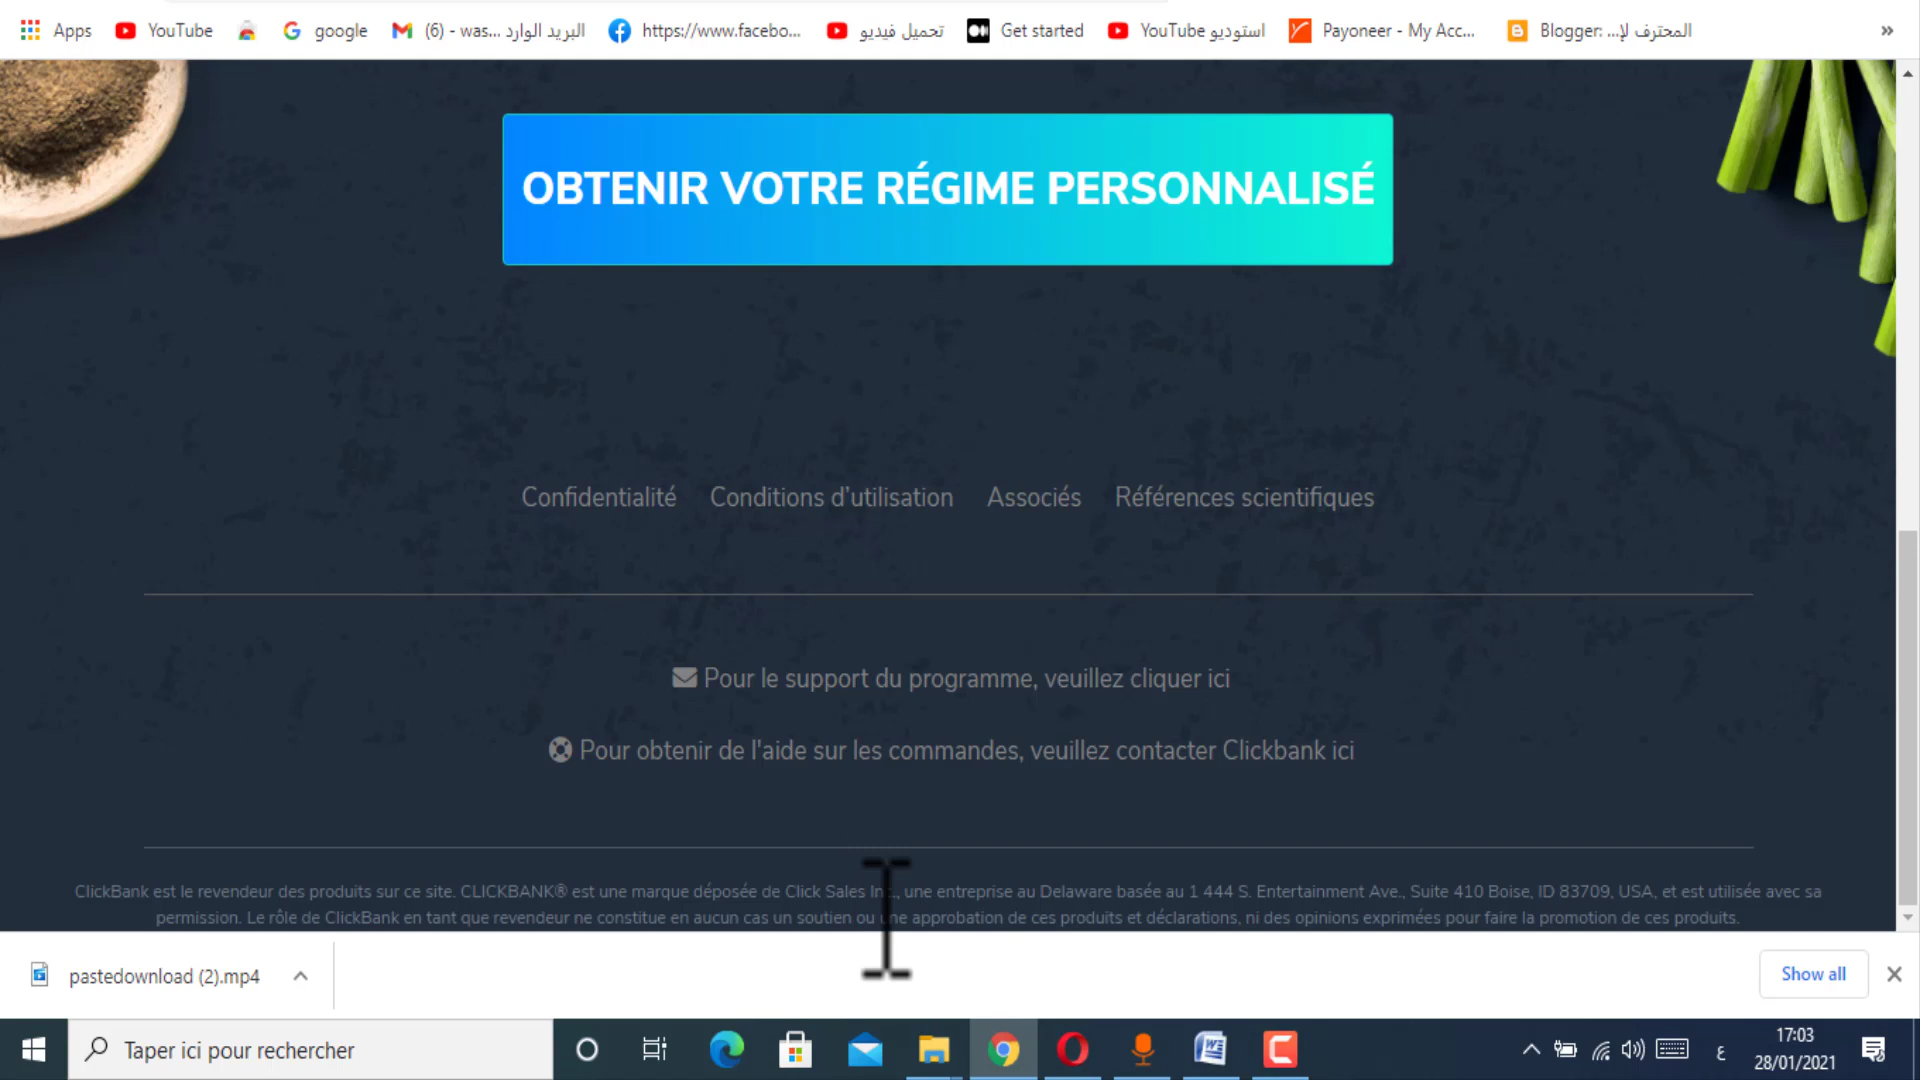 Apps YouTube google (6) - was... البريد الوارد https://www.facebo... تحميل فيديو Get started YouTube استوديو Payoneer - My Acc... Blogger: ...المحترف لإ »
OBTENIR VOTRE RÉGIME PERSONNALISÉ
Confidentialité Conditions d’utilisation Associés Références scientifiques
Pour le support du programme, veuillez cliquer ici
Pour obtenir de l'aide sur les commandes, veuillez contacter Clickbank ici
ClickBank est le revendeur des produits sur ce site. CLICKBANK® est une marque déposée de Click Sales Inc., une entreprise au Delaware basée au 1 444 S. Entertainment Ave., Suite 410 Boise, ID 83709, USA, et est utilisée avec sa
permission. Le rôle de ClickBank en tant que revendeur ne constitue en aucun cas un soutien ou une approbation de ces produits et déclarations, ni des opinions exprimées pour faire la promotion de ces produits.
pastedownload (2).mp4 Show all
Taper ici pour rechercher ع 17:03
28/01/2021